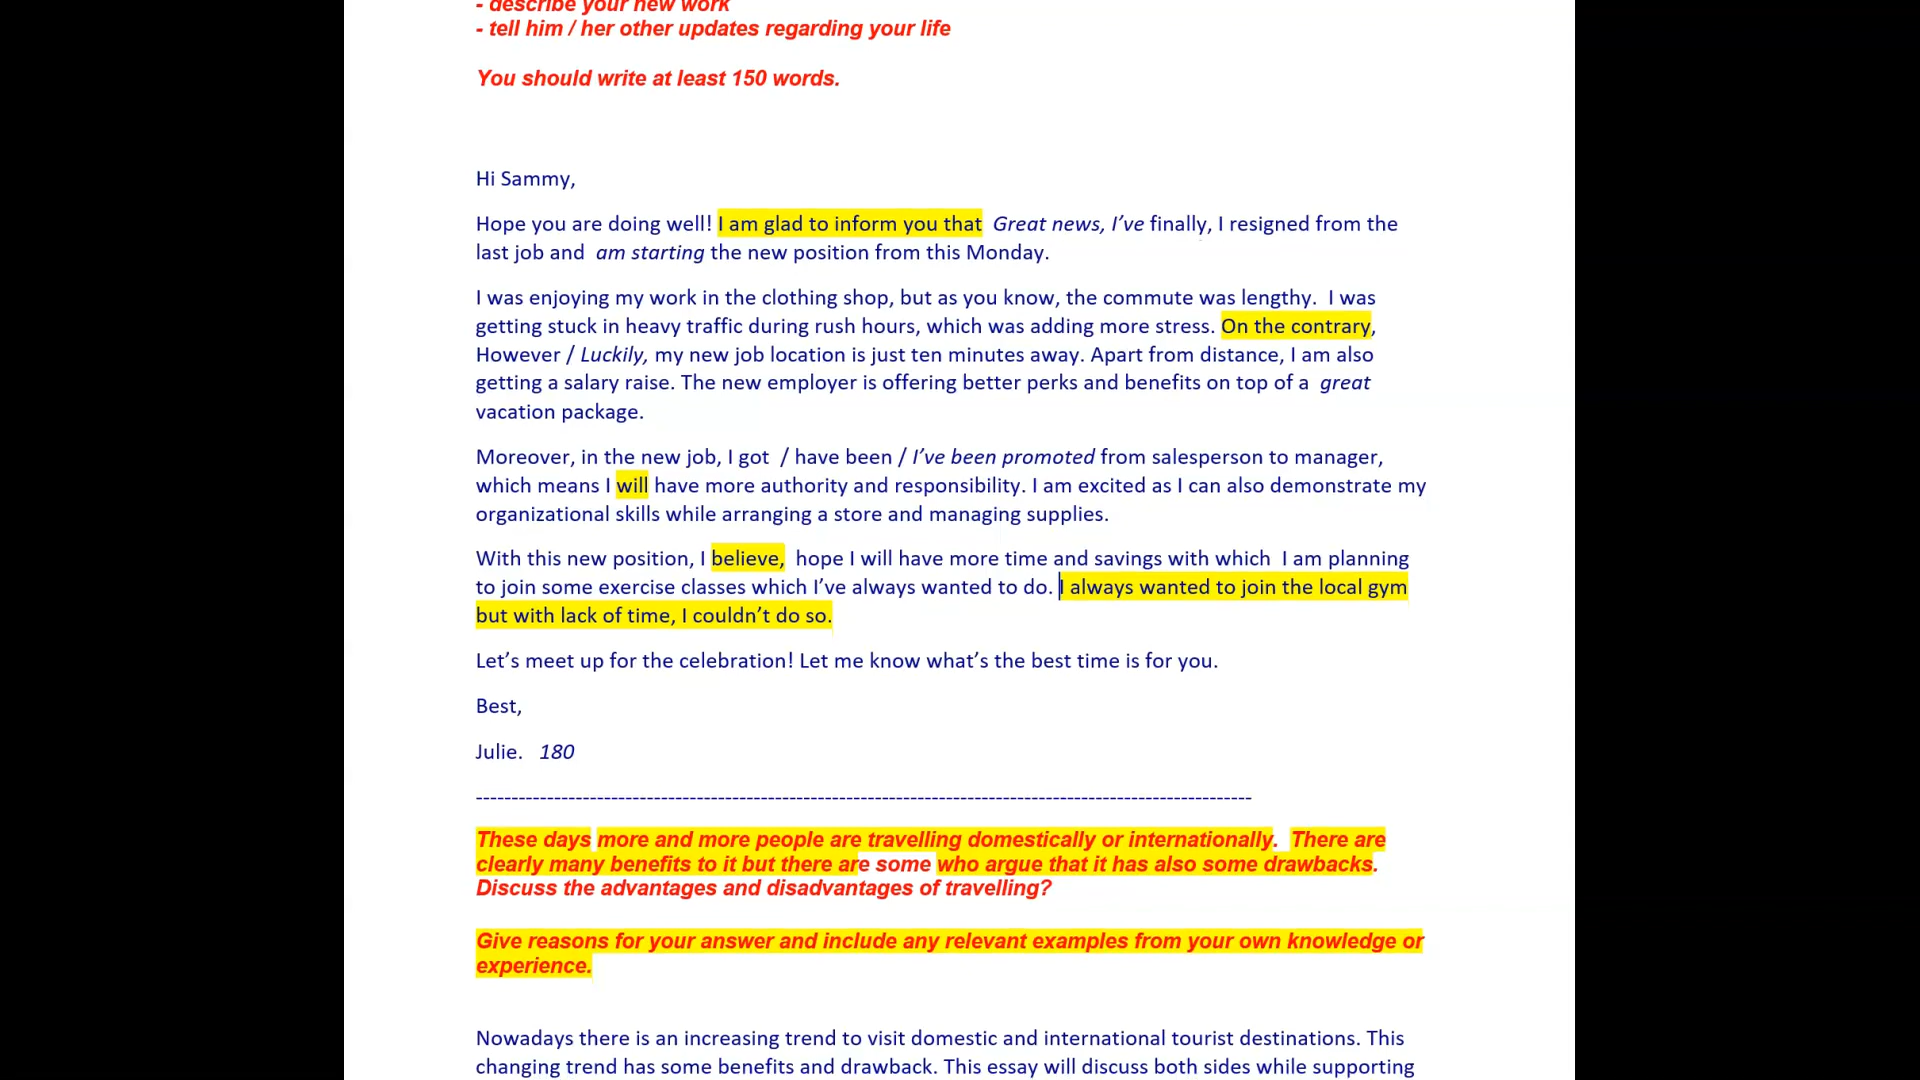 - describe your new work
- tell him / her other updates regarding your life
You should write at least 150 words.
Hi Sammy,
Hope you are doing well! I am glad to inform you that Great news, I’ve finally, I resigned from the
last job and am starting the new position from this Monday.
I was enjoying my work in the clothing shop, but as you know, the commute was lengthy. I was
getting stuck in heavy traffic during rush hours, which was adding more stress. On the contrary,
However / Luckily, my new job location is just ten minutes away. Apart from distance, I am also
getting a salary raise. The new employer is offering better perks and benefits on top of a great
vacation package.
Moreover, in the new job, I got / have been / I’ve been promoted from salesperson to manager,
which means I will have more authority and responsibility. I am excited as I can also demonstrate my
organizational skills while arranging a store and managing supplies.
With this new position, I believe, hope I will have more time and savings with which I am planning
to join some exercise classes which I’ve always wanted to do. I always wanted to join the local gym
but with lack of time, I couldn’t do so.
Let’s meet up for the celebration! Let me know what’s the best time is for you.
Best,
Julie. 180
-------------------------------------------------------------------------------------------------------------
These days more and more people are travelling domestically or internationally. There are
clearly many benefits to it but there are some who argue that it has also some drawbacks.
Discuss the advantages and disadvantages of travelling?
Give reasons for your answer and include any relevant examples from your own knowledge or
experience.
Nowadays there is an increasing trend to visit domestic and international tourist destinations. This
changing trend has some benefits and drawback. This essay will discuss both sides while supporting